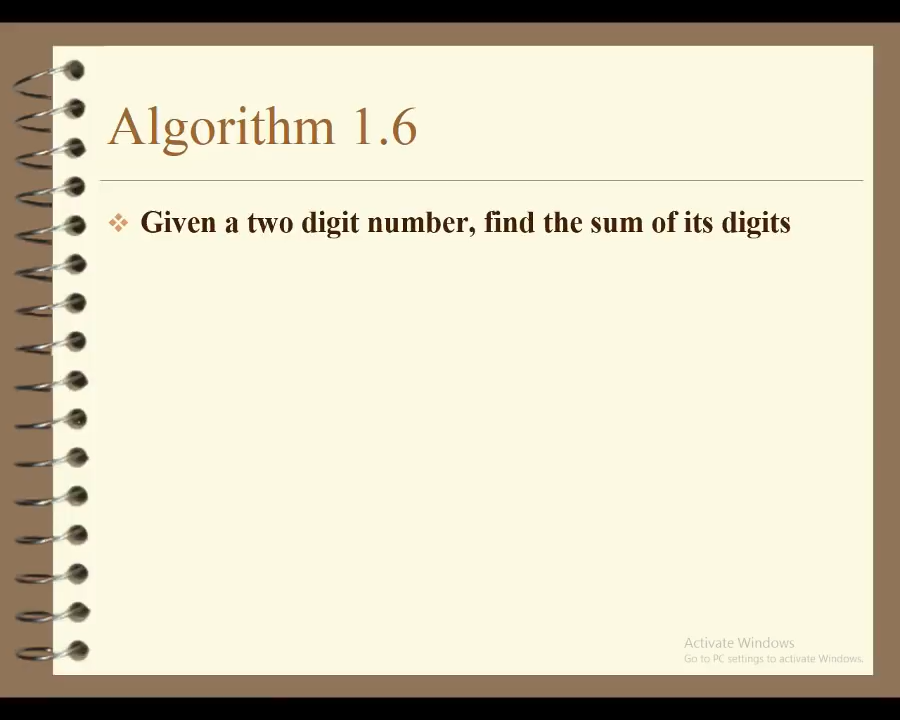 Algorithm 1.6
Given a two digit number, find the sum of its digits
Activate Windows
Go to PC settings to activate Windows.